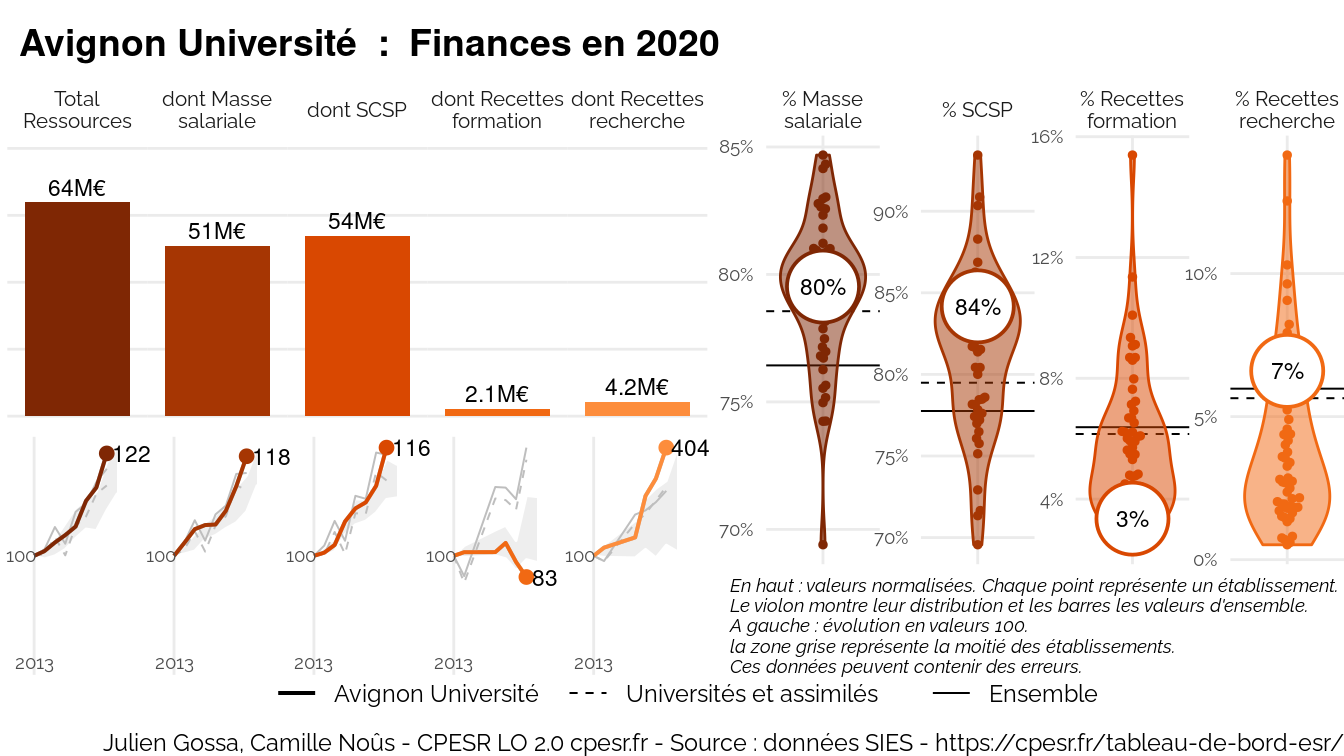 Avignon Université : Finances en 2020
Total
Ressources
dont Masse
salariale
dont SCSP
dont Recettes
formation
dont Recettes
recherche
64M€
51M€
54M€
2.1M€
4.2M€
122
100
2013
118
100
2013
116
100
2013
83
100
2013
404
100
2013
% Masse
salariale
85%
80%
75%
70%
80%
% SCSP
90%
85%
80%
75%
70%
84%
% Recettes
formation
16%
12%
8%
4%
3%
% Recettes
recherche
10%
5%
0%
7%
En haut : valeurs normalisées. Chaque point représente un établissement.
Le violon montre leur distribution et les barres les valeurs d'ensemble.
A gauche : évolution en valeurs 100.
la zone grise représente la moitié des établissements.
Ces données peuvent contenir des erreurs.
Avignon Université
Universités et assimilés
Ensemble
Julien Gossa, Camille Noûs - CPESR LO 2.0 cpesr.fr - Source : données SIES - https://cpesr.fr/tableau-de-bord-esr/